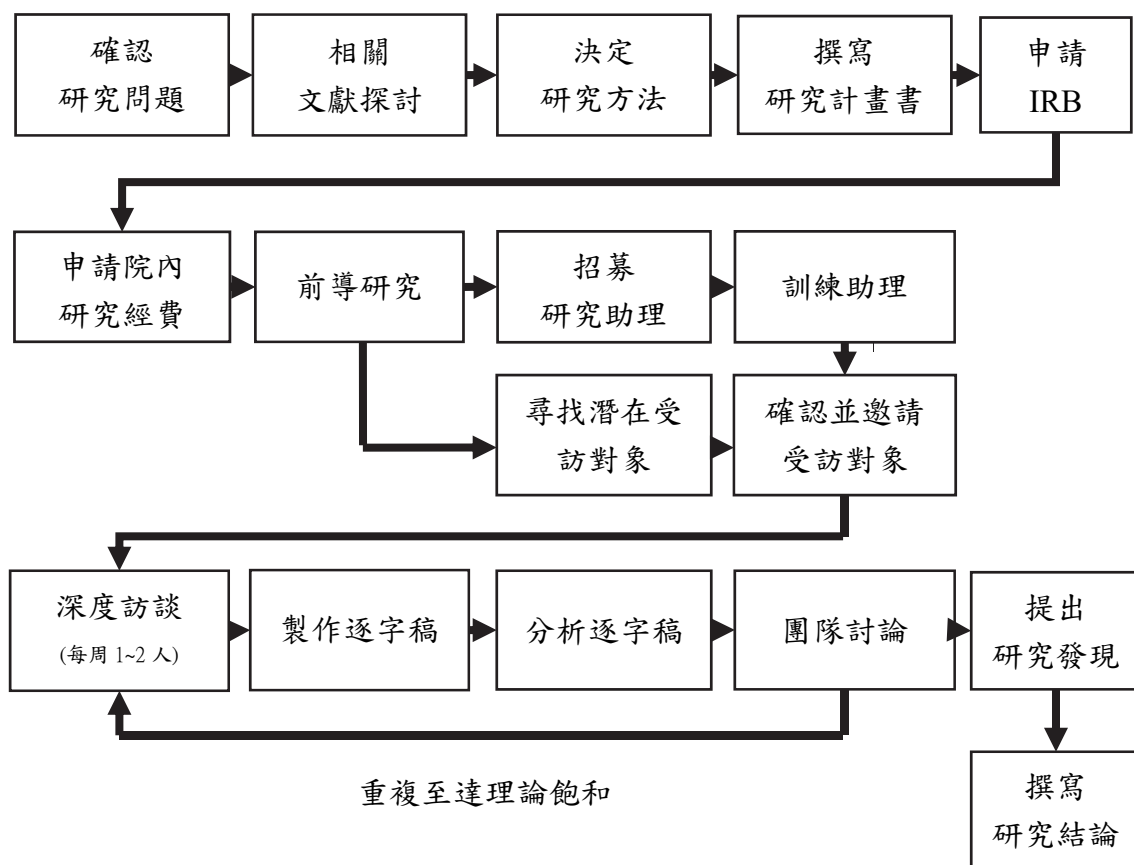 確認
研究問題
相關
文獻探討
決定
研究方法
撰寫
研究計畫書
申請
IRB
申請院內
研究經費
前導研究
招募
研究助理
訓練助理
尋找潛在受
訪對象
確認並邀請
受訪對象
深度訪談
(每周 1~2 人)
製作逐字稿
分析逐字稿
團隊討論
提出
研究發現
重複至達理論飽和
撰寫
研究結論